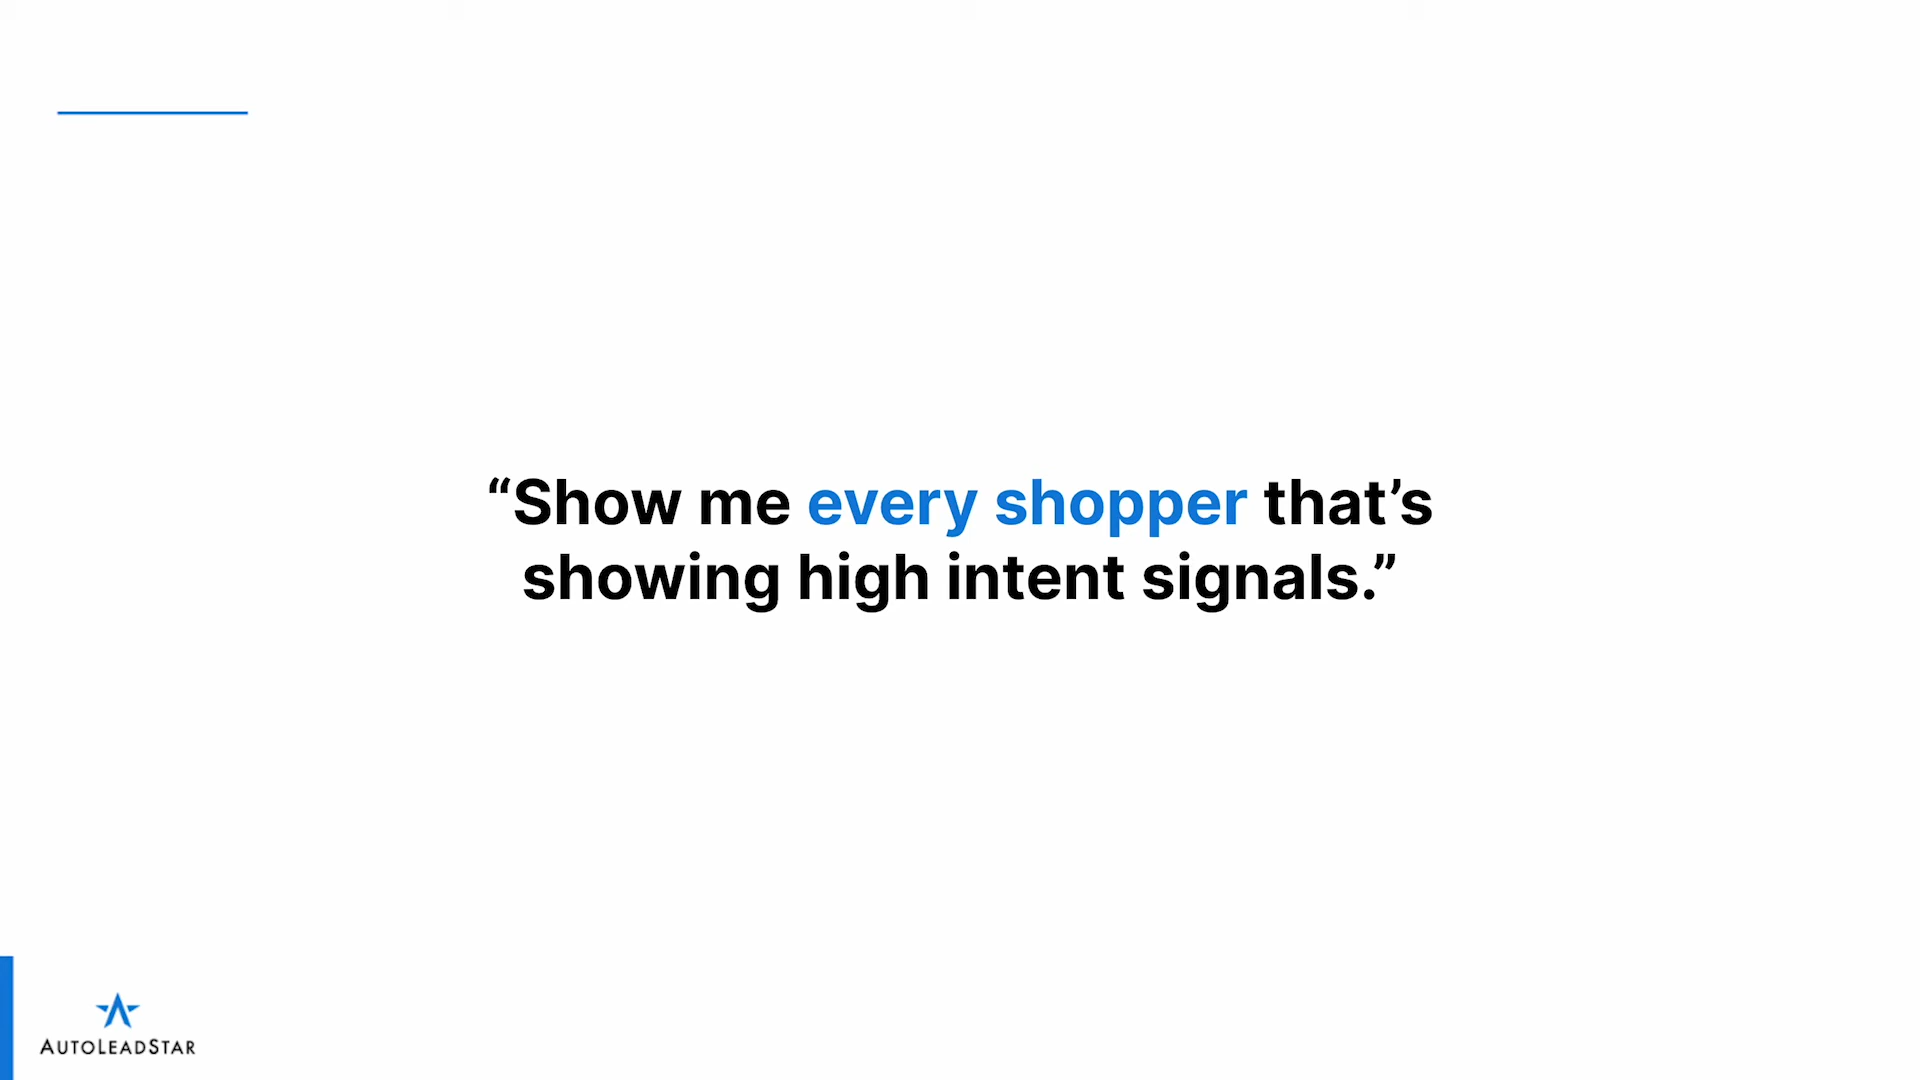 “Show me every shopper that’s
showing high intent signals.”
AUTOLEADSTAR